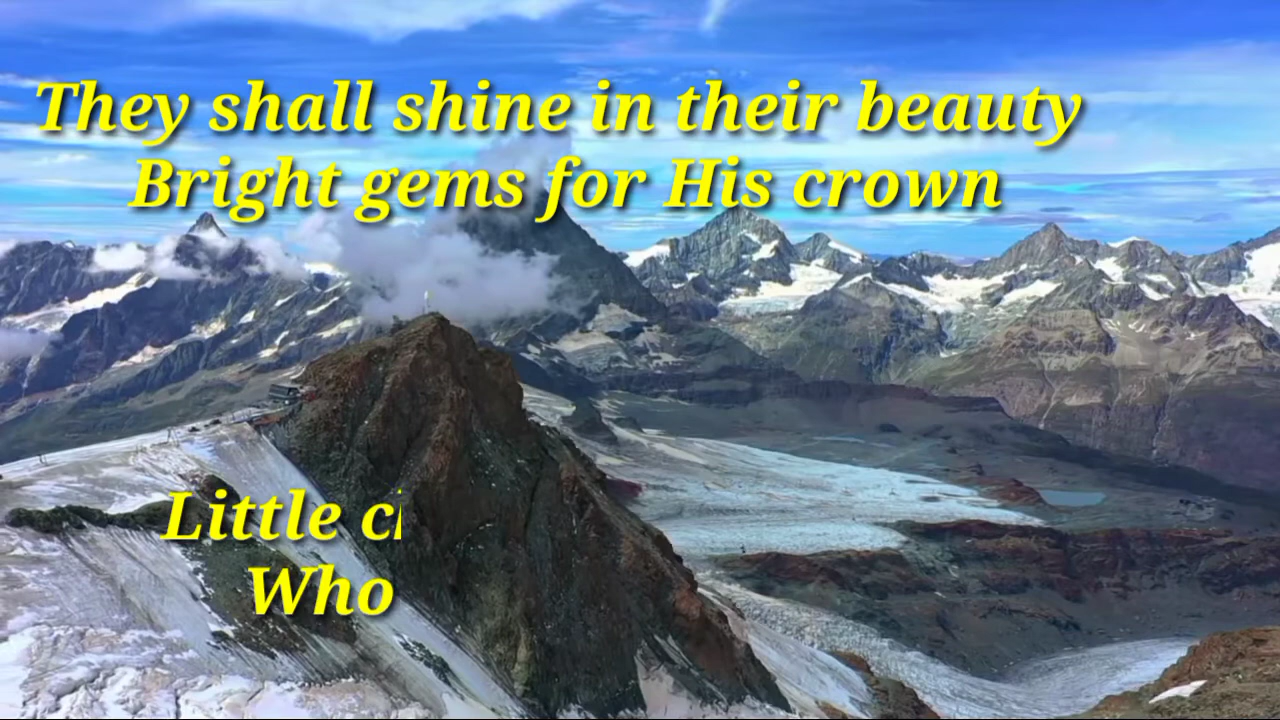 They shall shine in their beauty
Bright gems for His crown
Little
Who